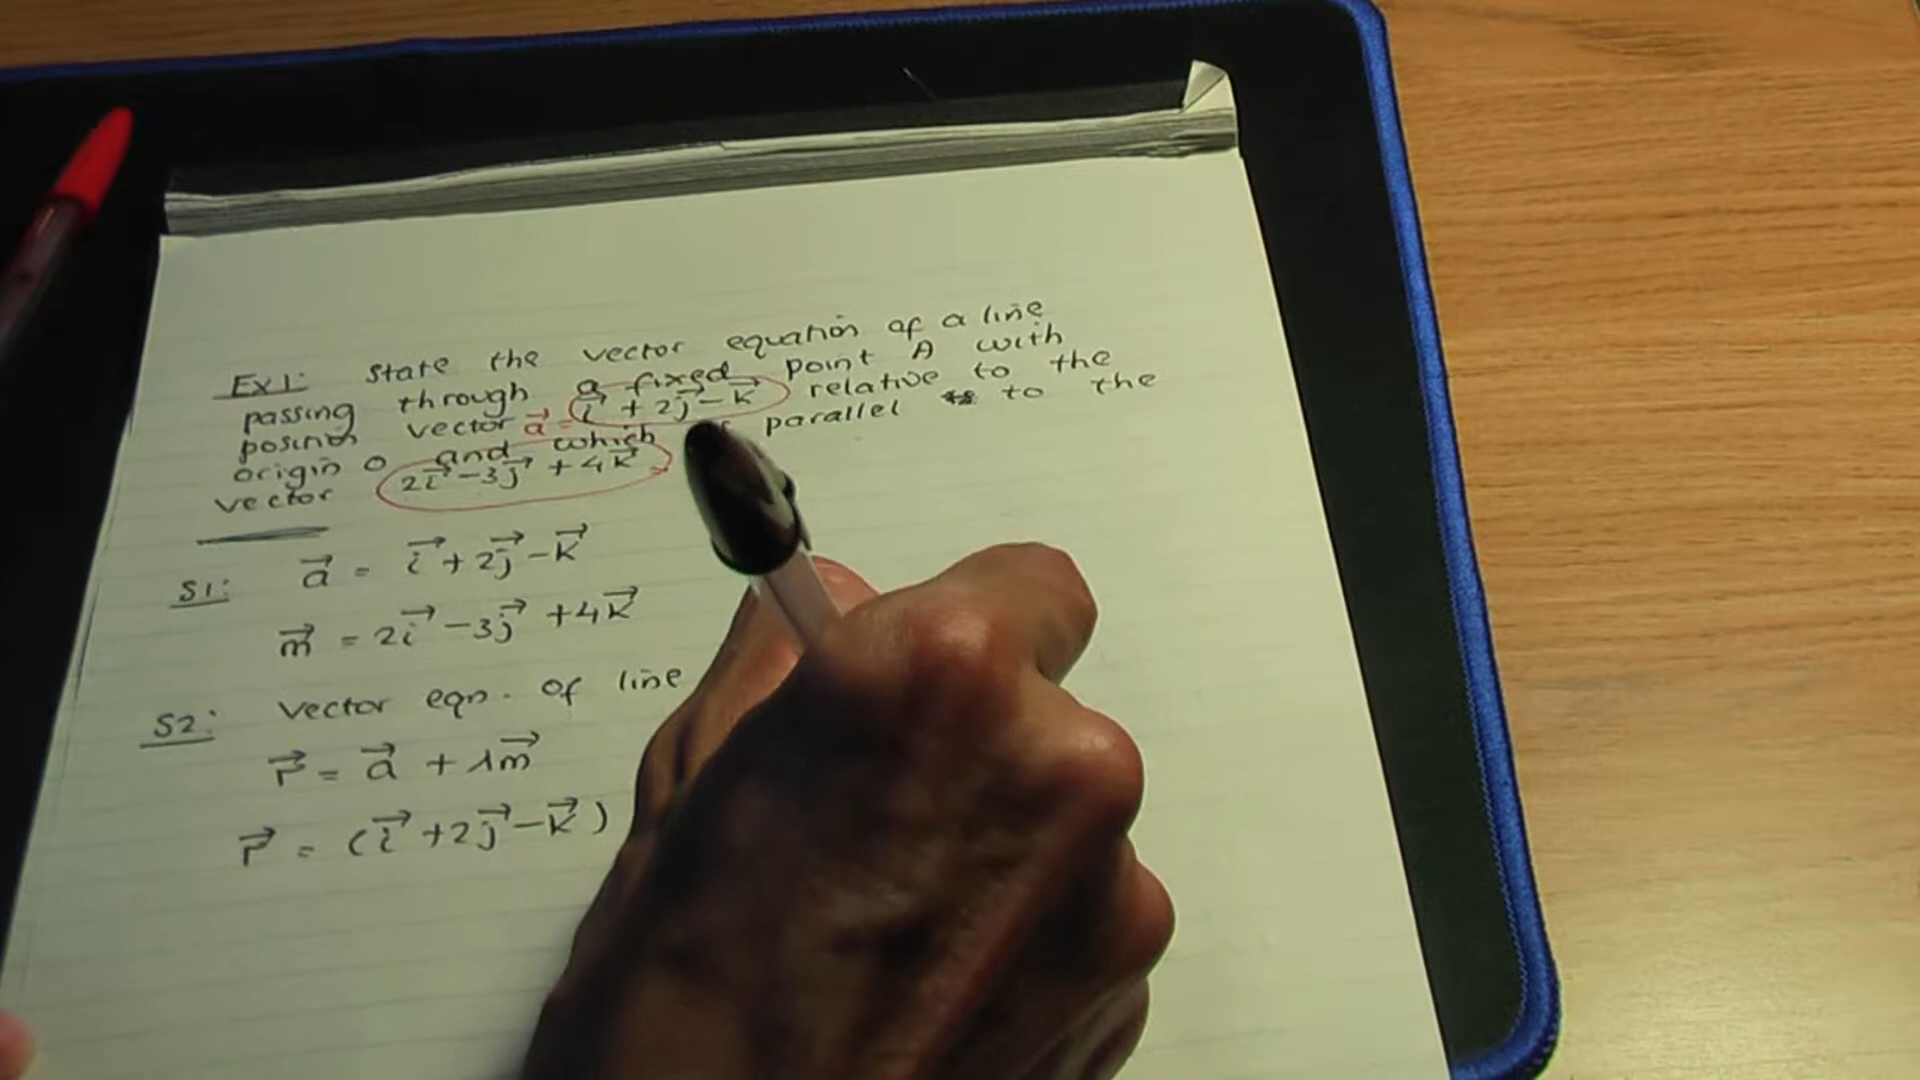 Ex1: State the vector equation of a line
passing through a fixed point A with
position vector a⃗ = i⃗ + 2j⃗ - k⃗ relative to the
origin O and which parallel to the
vector 2i⃗ - 3j⃗ + 4k⃗
S1: a⃗ = i⃗ + 2j⃗ - k⃗
m⃗ = 2i⃗ - 3j⃗ + 4k⃗
S2: Vector eqn. of line
r⃗ = a⃗ + λm⃗
r⃗ = (i⃗ + 2j⃗ - k⃗)